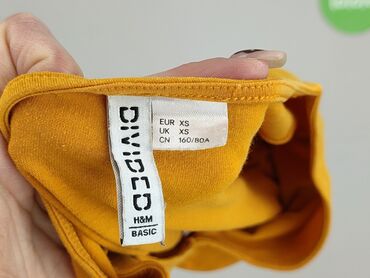 DIVIDED
H&M
BASIC
EUR XS
UK XS
CN 160/80A